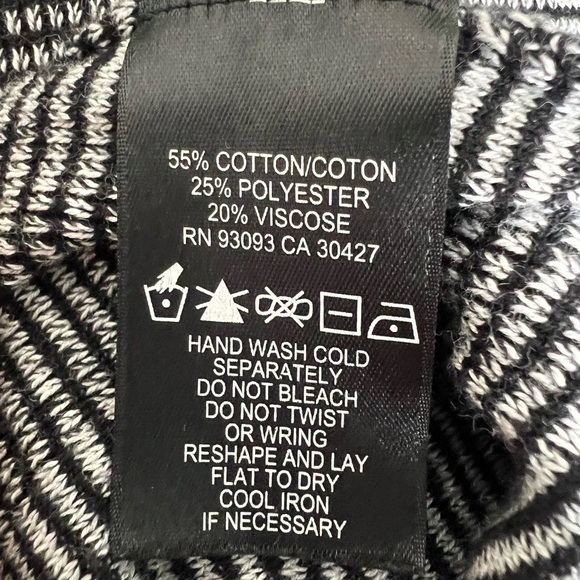 55% COTTON/COTON
25% POLYESTER
20% VISCOSE
RN 93093 CA 30427
HAND WASH COLD
SEPARATELY
DO NOT BLEACH
DO NOT TWIST
OR WRING
RESHAPE AND LAY
FLAT TO DRY
COOL IRON
IF NECESSARY